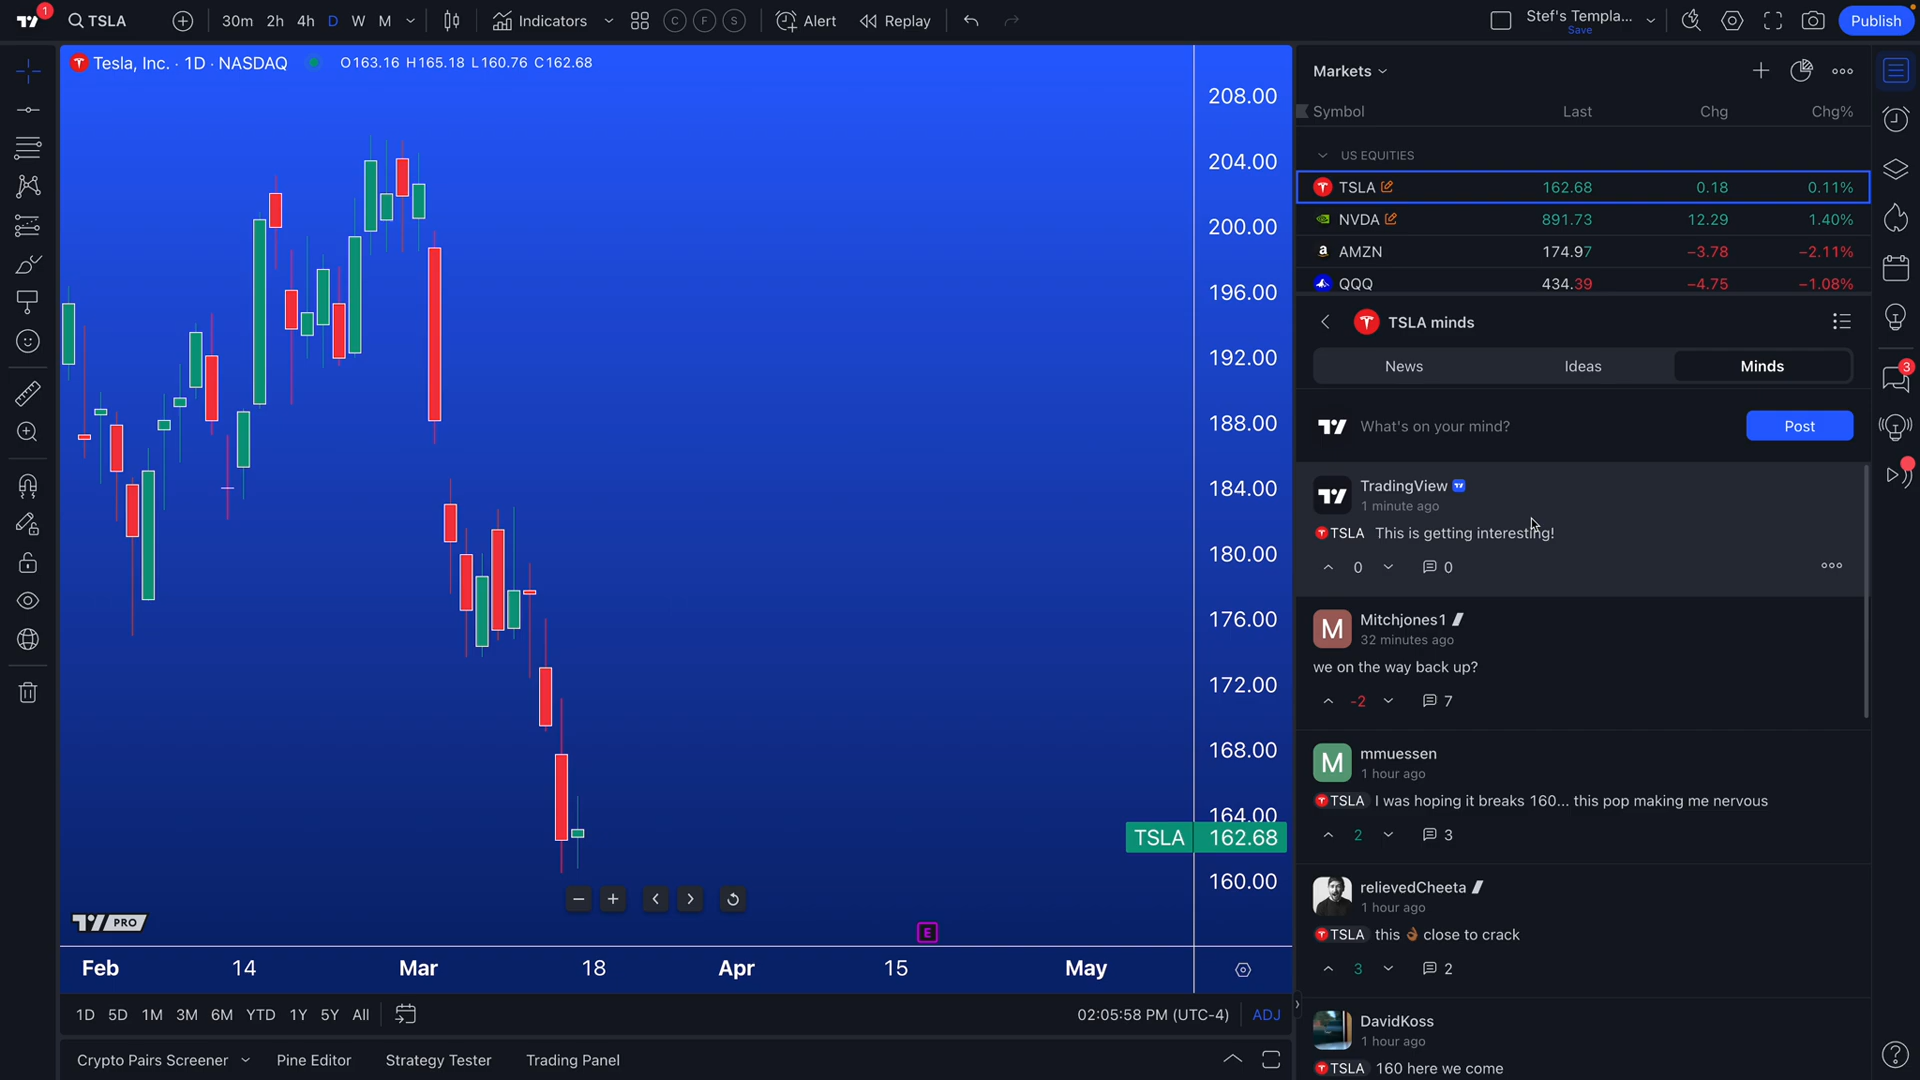 1
TSLA
30m 2h 4h D W M
Indicators
C F S
Alert
Replay
Stef's Templa...
Save
Publish
Tesla, Inc. · 1D · NASDAQ O163.16 H165.18 L160.76 C162.68
208.00
204.00
200.00
196.00
192.00
188.00
184.00
180.00
176.00
172.00
168.00
164.00
TSLA 162.68
160.00
PRO
E
Feb 14 Mar 18 Apr 15 May
1D 5D 1M 3M 6M YTD 1Y 5Y All
02:05:58 PM (UTC-4) ADJ
Crypto Pairs Screener Pine Editor Strategy Tester Trading Panel
Markets
Symbol Last Chg Chg%
US EQUITIES
TSLA 162.68 0.18 0.11%
NVDA 891.73 12.29 1.40%
AMZN 174.97 −3.78 −2.11%
QQQ 434.39 −4.75 −1.08%
TSLA minds
News Ideas Minds
What's on your mind?
Post
TradingView
1 minute ago
TSLA This is getting interesting!
0 0
M
Mitchjones1
32 minutes ago
we on the way back up?
-2 7
M
mmuessen
1 hour ago
TSLA I was hoping it breaks 160... this pop making me nervous
2 3
relievedCheeta
1 hour ago
TSLA this 👌🏾 close to crack
3 2
DavidKoss
1 hour ago
TSLA 160 here we come
3